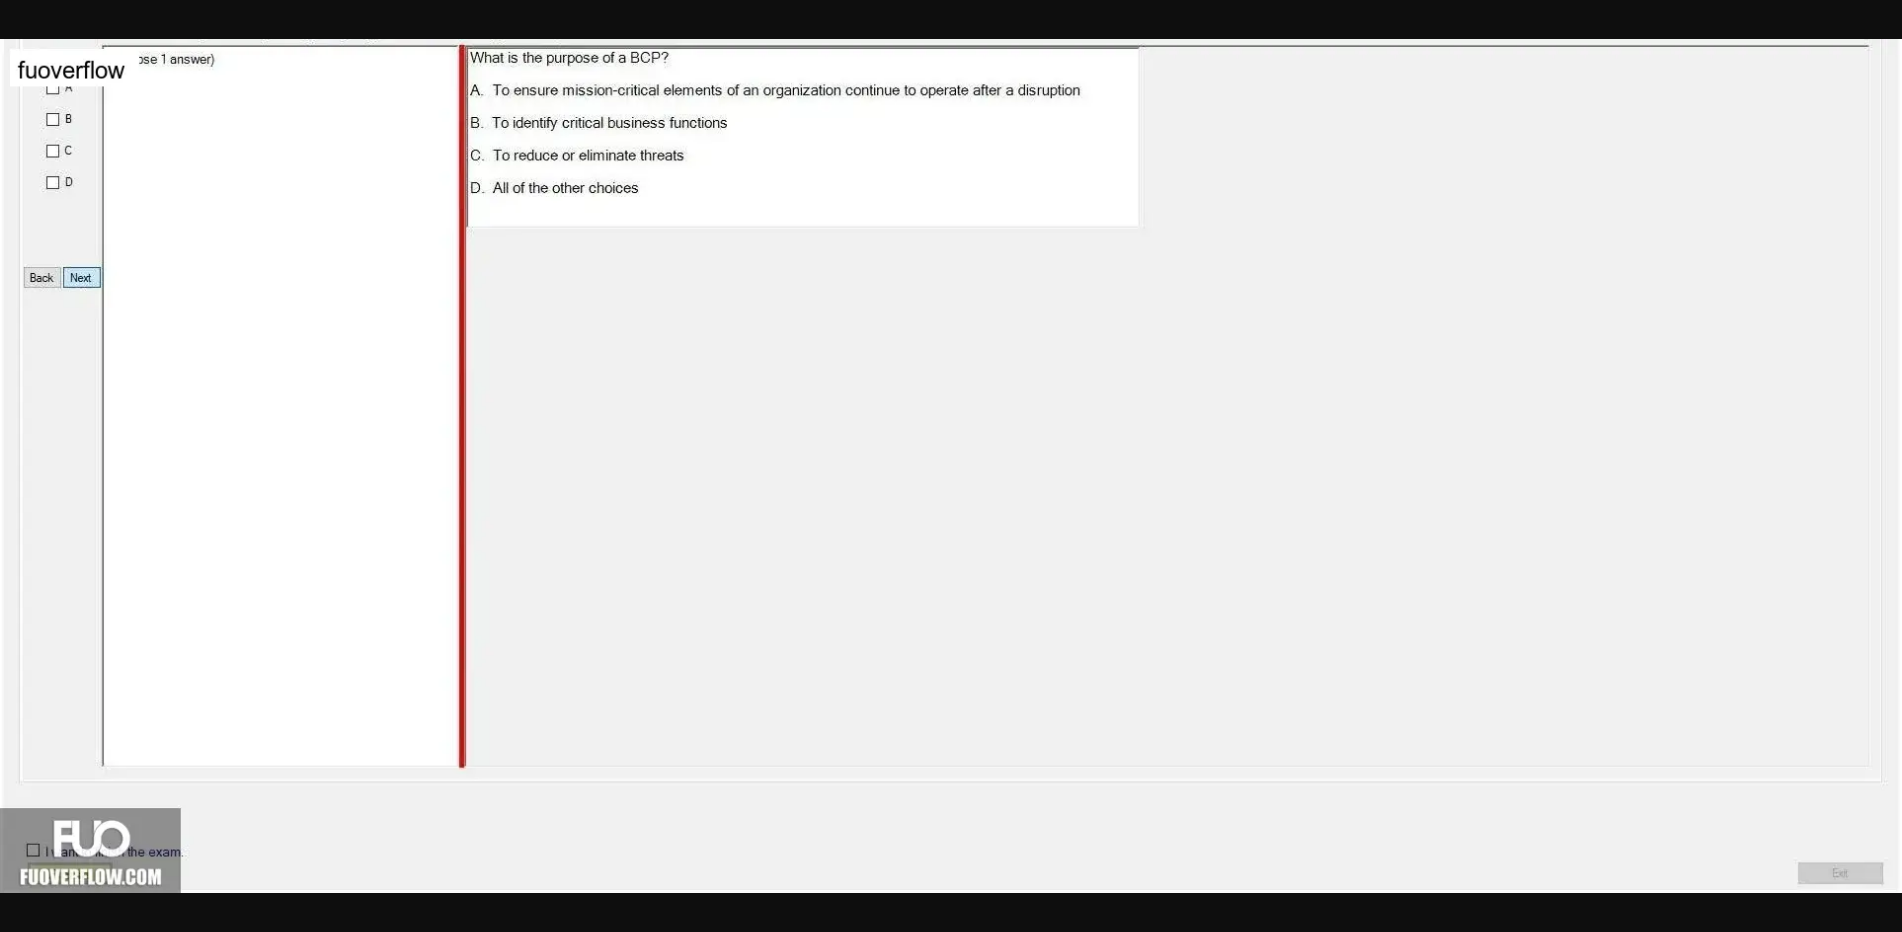 fuoverflow
ose 1 answer)
A
B
C
D
Back
Next
What is the purpose of a BCP?
A. To ensure mission-critical elements of an organization continue to operate after a disruption
B. To identify critical business functions
C. To reduce or eliminate threats
D. All of the other choices
FUO
I the exam.
FUOVERFLOW.COM
Exit